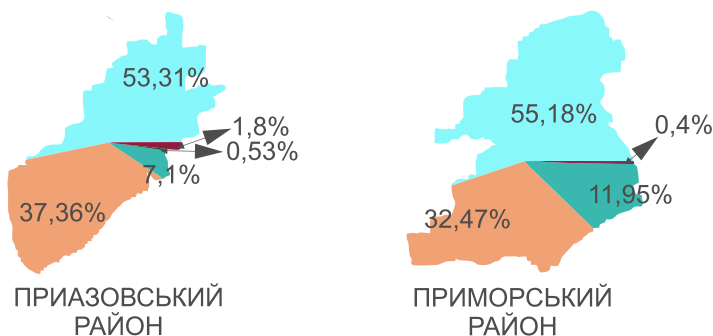 53,31%
1,8%
0,53%
7,1%
37,36%
ПРИАЗОВСЬКИЙ
РАЙОН
55,18%
0,4%
11,95%
32,47%
ПРИМОРСЬКИЙ
РАЙОН